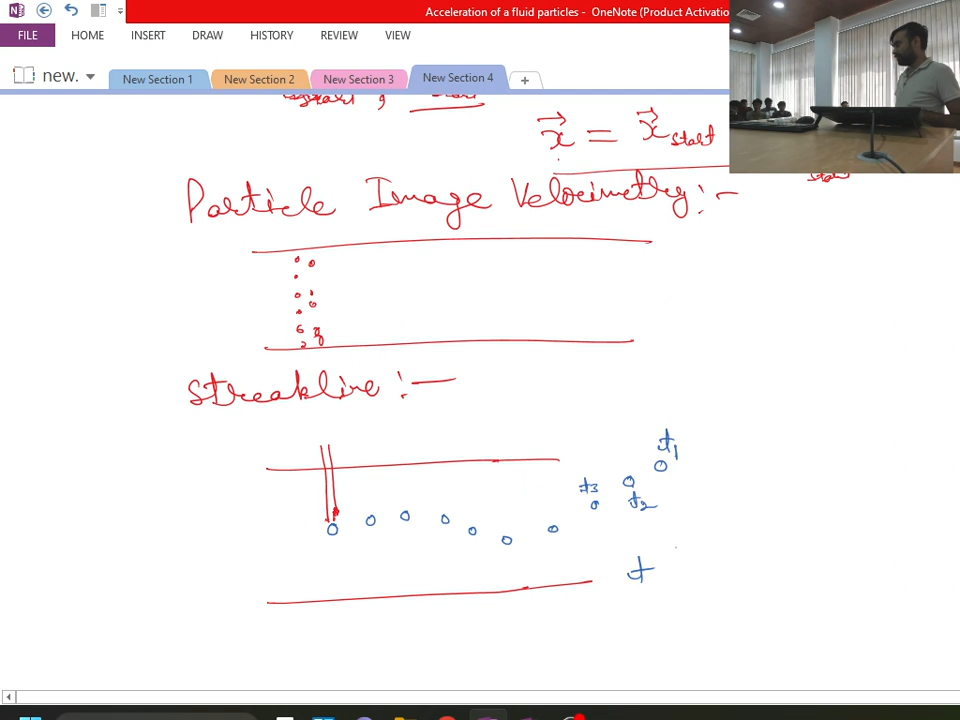 Acceleration of a fluid particles - OneNote (Product Activatio
FILE HOME INSERT DRAW HISTORY REVIEW VIEW
new. New Section 1 New Section 2 New Section 3 New Section 4
x = x start
Particle Image Velocimetry :-
Streakline :-
t1
t3
t2
t